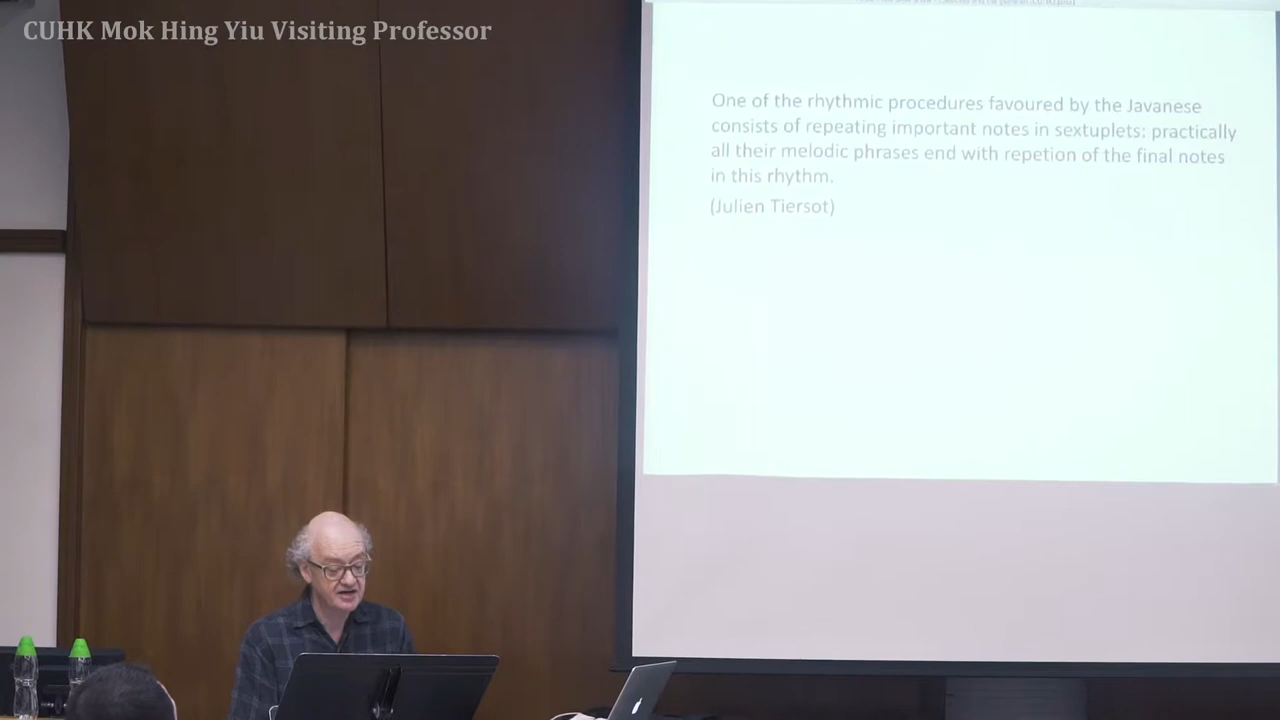 CUHK Mok Hing Yiu Visiting Professor
One of the rhythmic procedures favoured by the Javanese
consists of repeating important notes in sextuplets: practically
all their melodic phrases end with repetion of the final notes
in this rhythm.
(Julien Tiersot)